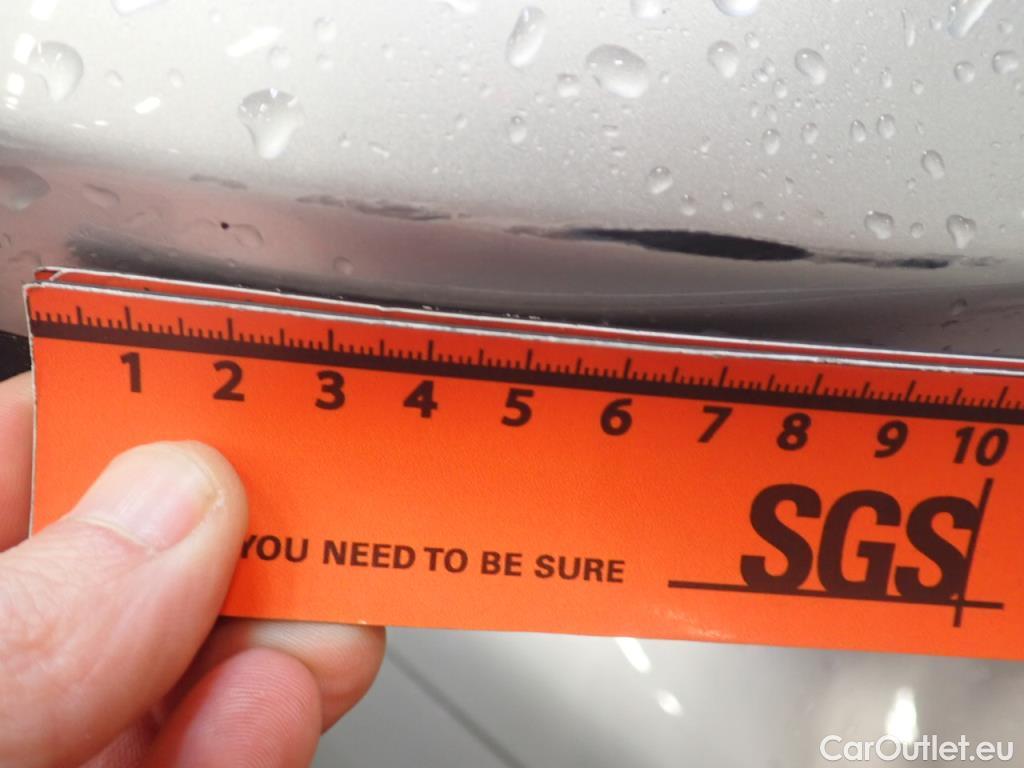 1 2 3 4 5 6 7 8 9 10
YOU NEED TO BE SURE
SGS
CarOutlet.eu